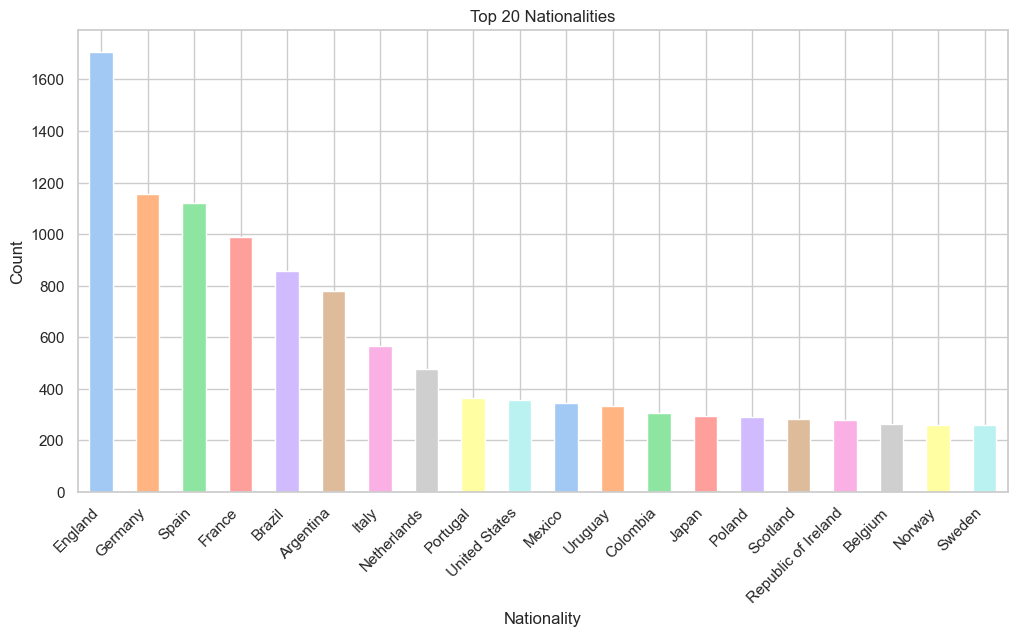 Top 20 Nationalities
Count
1600
1400
1200
1000
800
600
400
200
0
England
Germany
Spain
France
Brazil
Argentina
Italy
Netherlands
Portugal
United States
Mexico
Uruguay
Colombia
Japan
Poland
Scotland
Republic of Ireland
Belgium
Norway
Sweden
Nationality